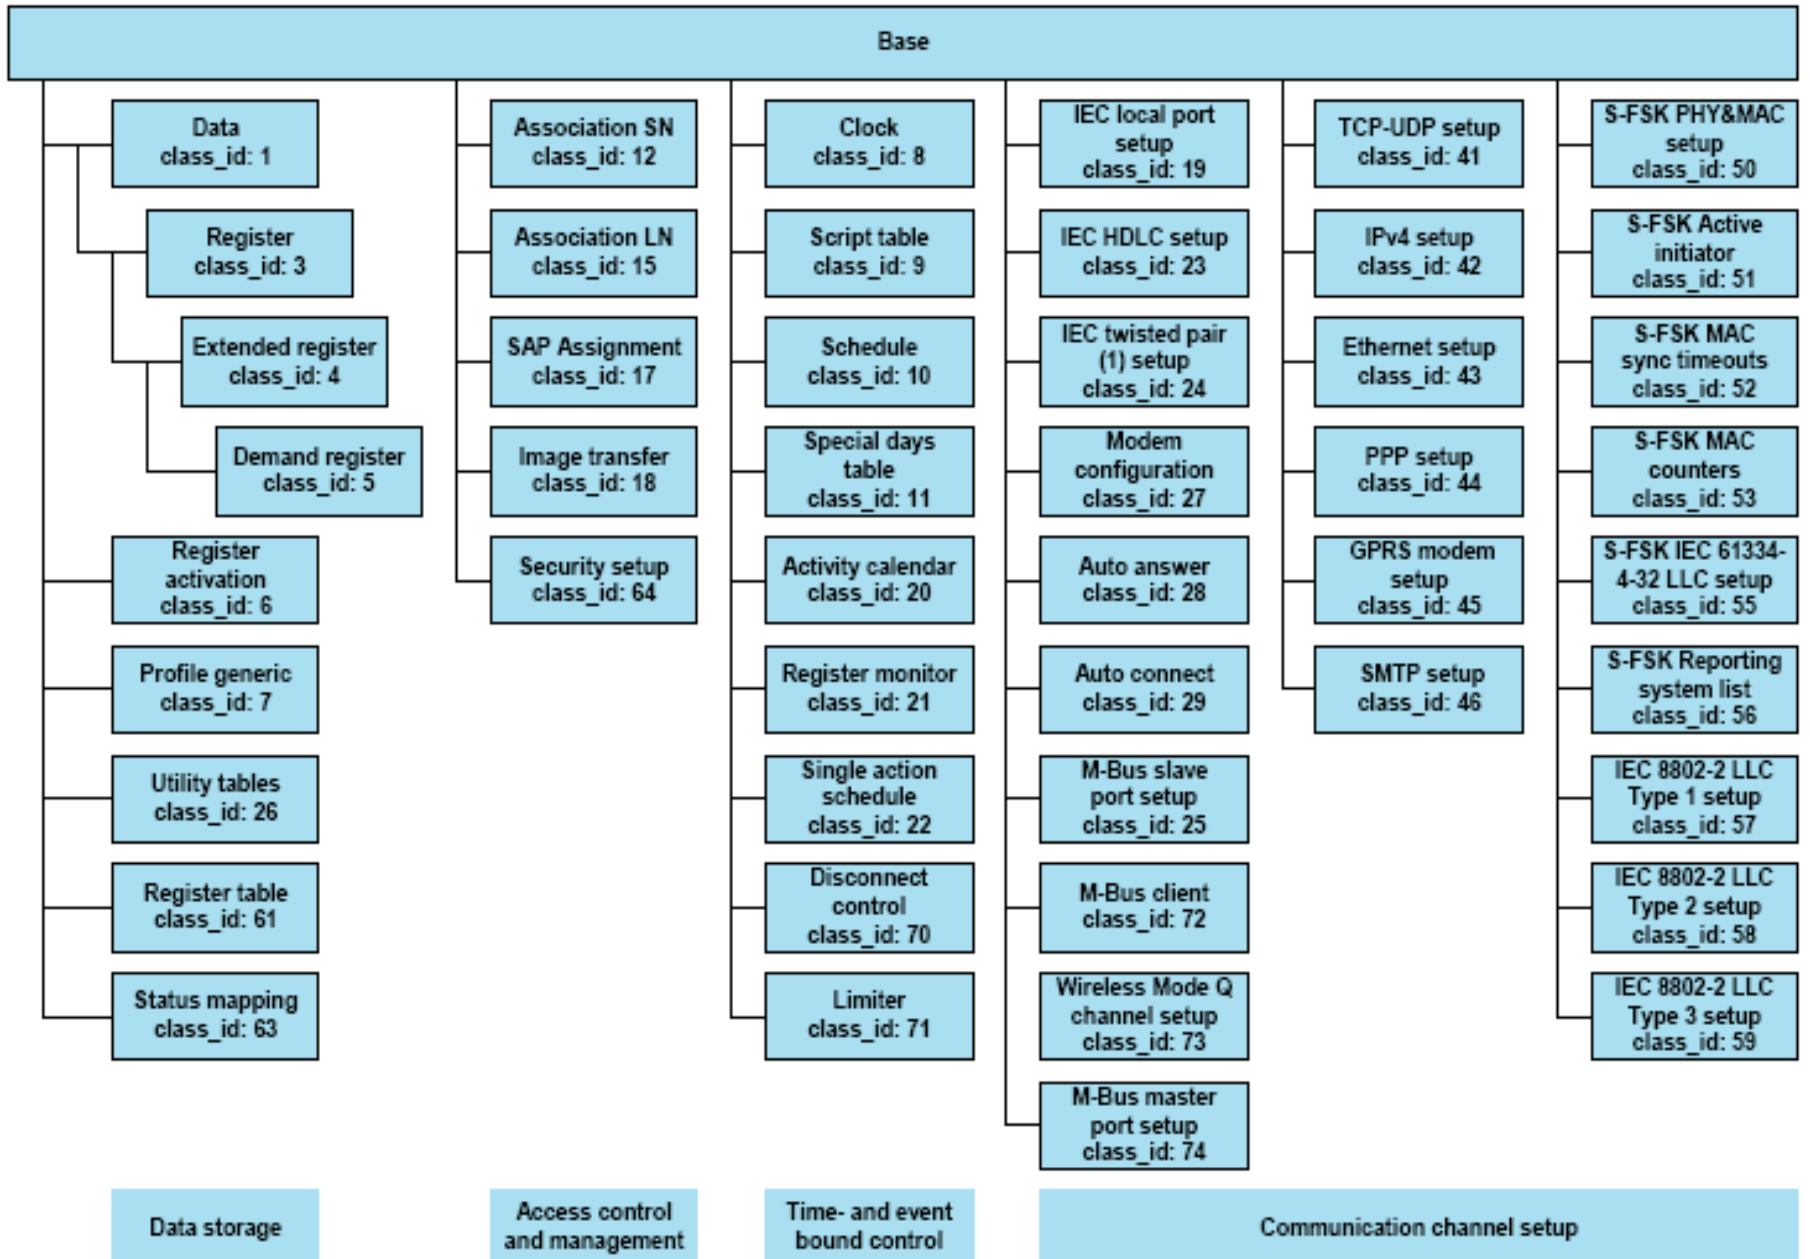 Base
Data
class_id: 1
Register
class_id: 3
Extended register
class_id: 4
Demand register
class_id: 5
Register
activation
class_id: 6
Profile generic
class_id: 7
Utility tables
class_id: 26
Register table
class_id: 61
Status mapping
class_id: 63
Data storage
Association SN
class_id: 12
Association LN
class_id: 15
SAP Assignment
class_id: 17
Image transfer
class_id: 18
Security setup
class_id: 64
Access control
and management
Clock
class_id: 8
Script table
class_id: 9
Schedule
class_id: 10
Special days
table
class_id: 11
Activity calendar
class_id: 20
Register monitor
class_id: 21
Single action
schedule
class_id: 22
Disconnect
control
class_id: 70
Limiter
class_id: 71
Time- and event
bound control
IEC local port
setup
class_id: 19
IEC HDLC setup
class_id: 23
IEC twisted pair
(1) setup
class_id: 24
Modem
configuration
class_id: 27
Auto answer
class_id: 28
Auto connect
class_id: 29
M-Bus slave
port setup
class_id: 25
M-Bus client
class_id: 72
Wireless Mode Q
channel setup
class_id: 73
M-Bus master
port setup
class_id: 74
TCP-UDP setup
class_id: 41
IPv4 setup
class_id: 42
Ethernet setup
class_id: 43
PPP setup
class_id: 44
GPRS modem
setup
class_id: 45
SMTP setup
class_id: 46
S-FSK PHY&MAC
setup
class_id: 50
S-FSK Active
initiator
class_id: 51
S-FSK MAC
sync timeouts
class_id: 52
S-FSK MAC
counters
class_id: 53
S-FSK IEC 61334-
4-32 LLC setup
class_id: 55
S-FSK Reporting
system list
class_id: 56
IEC 8802-2 LLC
Type 1 setup
class_id: 57
IEC 8802-2 LLC
Type 2 setup
class_id: 58
IEC 8802-2 LLC
Type 3 setup
class_id: 59
Communication channel setup